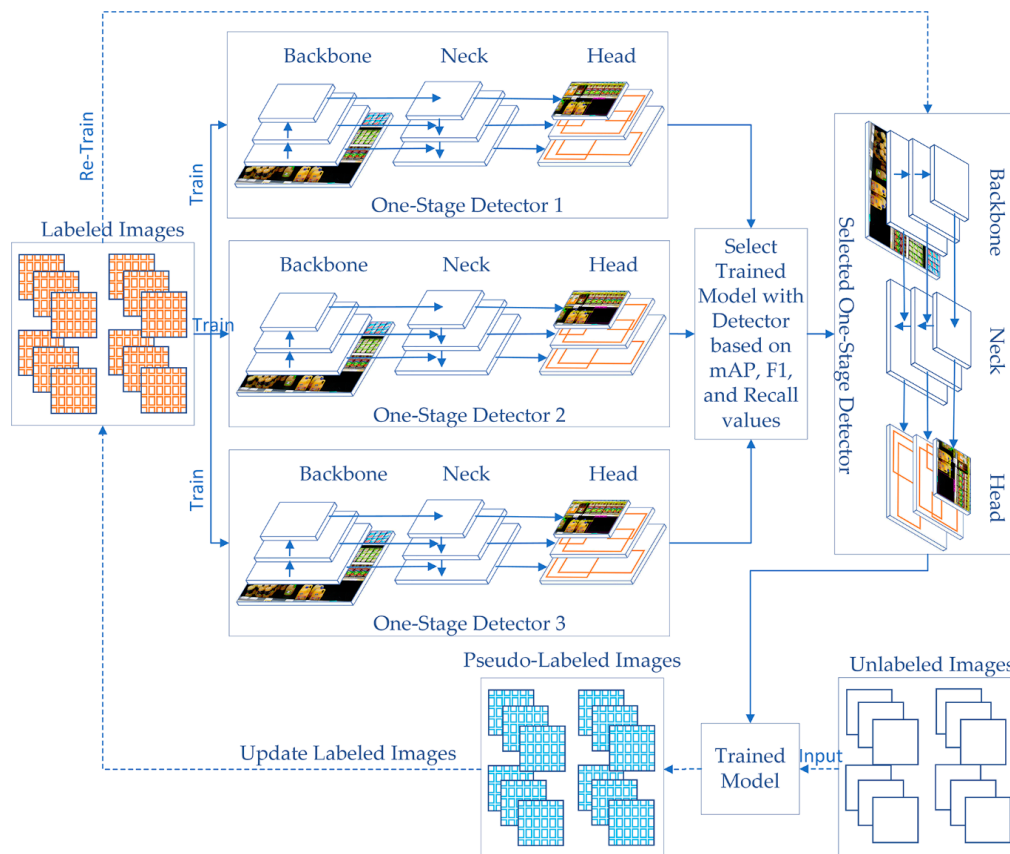 Re-Train
Labeled Images
Train
Train
Train
Backbone Neck Head
One-Stage Detector 1
Backbone Neck Head
One-Stage Detector 2
Backbone Neck Head
One-Stage Detector 3
Select
Trained
Model with
Detector
based on
mAP, F1,
and Recall
values
Selected One-Stage Detector
Backbone
Neck
Head
Pseudo-Labeled Images
Unlabeled Images
Update Labeled Images
Trained
Model
Input